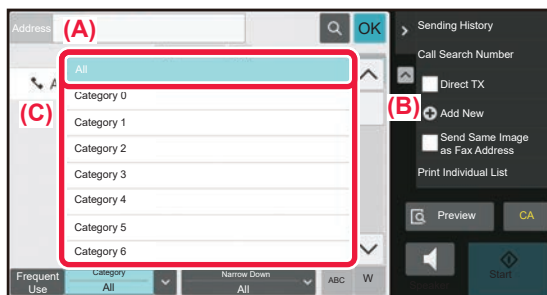 Address
(A)
OK
All
A
(C)
Category 0
Category 1
Category 2
Category 3
Category 4
Category 5
Category 6
Frequent
Use
Category
All
Narrow Down
All
ABC
W
Sending History
Call Search Number
Direct TX
(B)
Add New
Send Same Image
as Fax Address
Print Individual List
Preview
CA
Speaker
Start